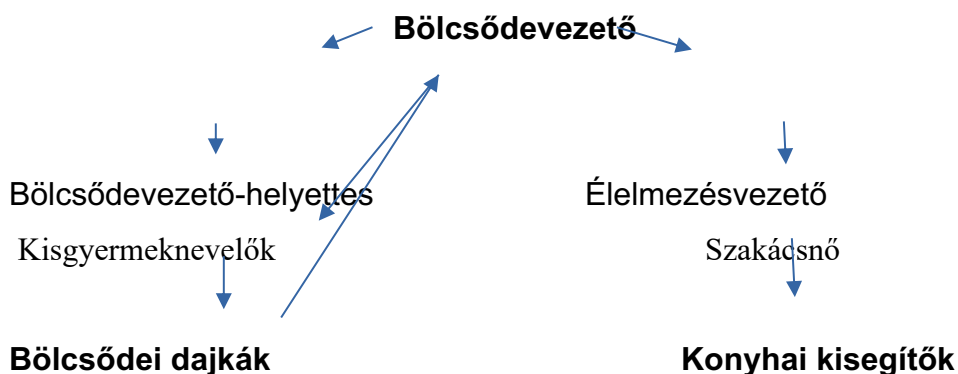 Bölcsődevezető
Bölcsődevezető-helyettes Élelmezésvezető
Kisgyermeknevelők Szakácsnő
Bölcsődei dajkák Konyhai kisegítők